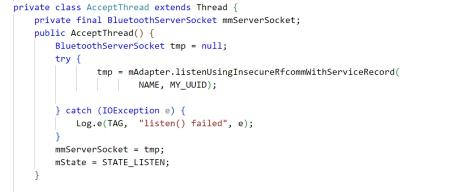 private class AcceptThread extends Thread {
    private final BluetoothServerSocket mmServerSocket;
    public AcceptThread() {
        BluetoothServerSocket tmp = null;
        try {
                tmp = mAdapter.listenUsingInsecureRfcommWithServiceRecord(
                        NAME, MY_UUID);

        } catch (IOException e) {
            Log.e(TAG,  "listen() failed", e);
        }
        mmServerSocket = tmp;
        mState = STATE_LISTEN;
    }